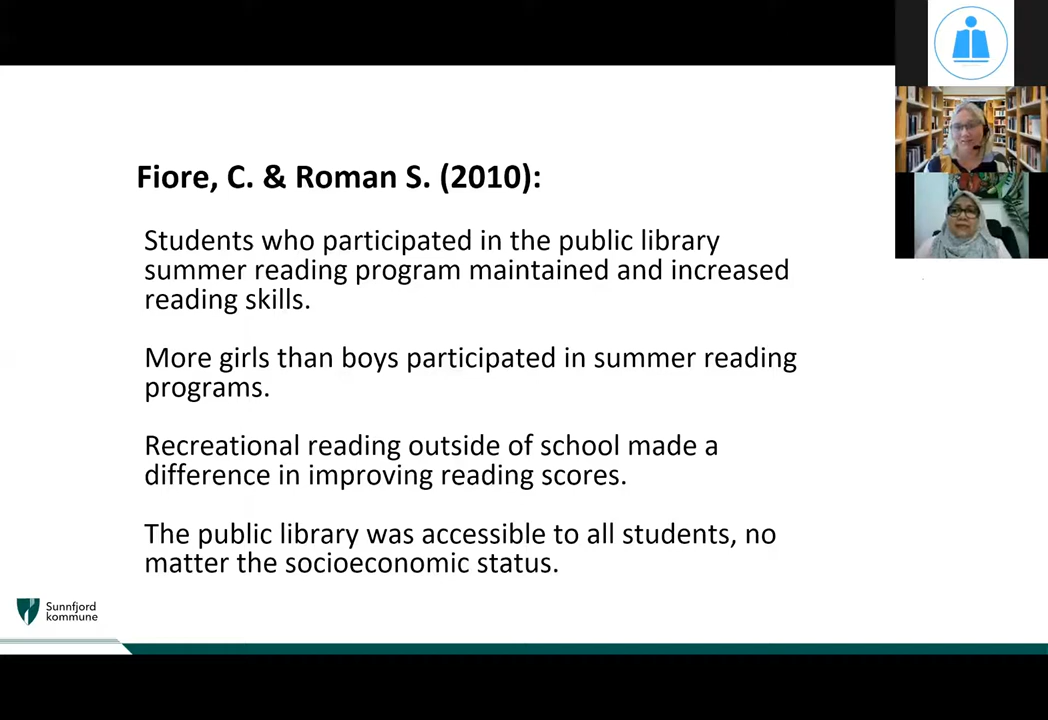 Fiore, C. & Roman S. (2010):
Students who participated in the public library
summer reading program maintained and increased
reading skills.
More girls than boys participated in summer reading
programs.
Recreational reading outside of school made a
difference in improving reading scores.
The public library was accessible to all students, no
matter the socioeconomic status.
Sunnfjord
kommune